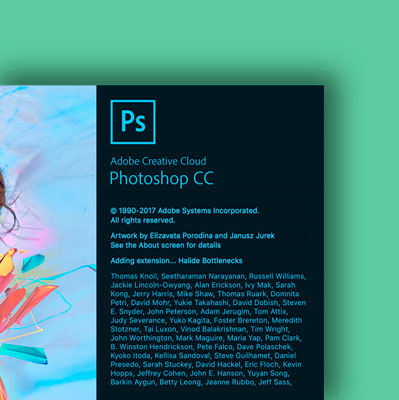 Ps
Adobe Creative Cloud
Photoshop CC
© 1990-2017 Adobe Systems Incorporated.
All rights reserved.
Artwork by Elizaveta Porodina and Janusz Jurek
See the About screen for details
Adding extension... Halide Bottlenecks
Thomas Knoll, Seetharaman Narayanan, Russell Williams,
Jackie Lincoln-Owyang, Alan Erickson, Ivy Mak, Sarah
Kong, Jerry Harris, Mike Shaw, Thomas Ruark, Domnita
Petri, David Mohr, Yukie Takahashi, David Dobish, Steven
E. Snyder, John Peterson, Adam Jerugim, Tom Attix,
Judy Severance, Yuko Kagita, Foster Brereton, Meredith
Stotzner, Tai Luxon, Vinod Balakrishnan, Tim Wright,
John Worthington, Mark Maguire, Maria Yap, Pam Clark,
B. Winston Hendrickson, Pete Falco, Dave Polaschek,
Kyoko Itoda, Kellisa Sandoval, Steve Guilhamet, Daniel
Presedo, Sarah Stuckey, David Hackel, Eric Floch, Kevin
Hopps, Jeffrey Cohen, John E. Hanson, Yuyan Song,
Barkin Aygun, Betty Leong, Jeanne Rubbo, Jeff Sass,